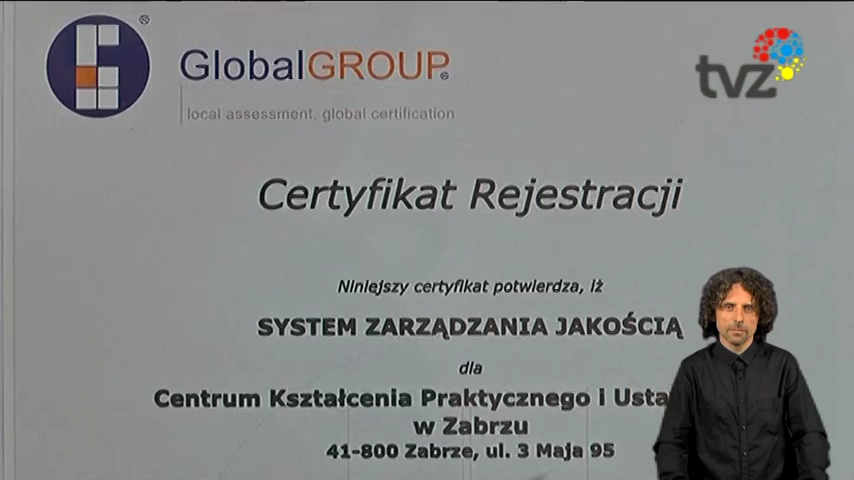 GlobalGROUP®
local assessment, global certification
tvz
Certyfikat Rejestracji
Niniejszy certyfikat potwierdza, iż
SYSTEM ZARZĄDZANIA JAKOŚCIĄ
dla
Centrum Kształcenia Praktycznego i
w Zabrzu
41-800 Zabrze, ul. 3 Maja 95